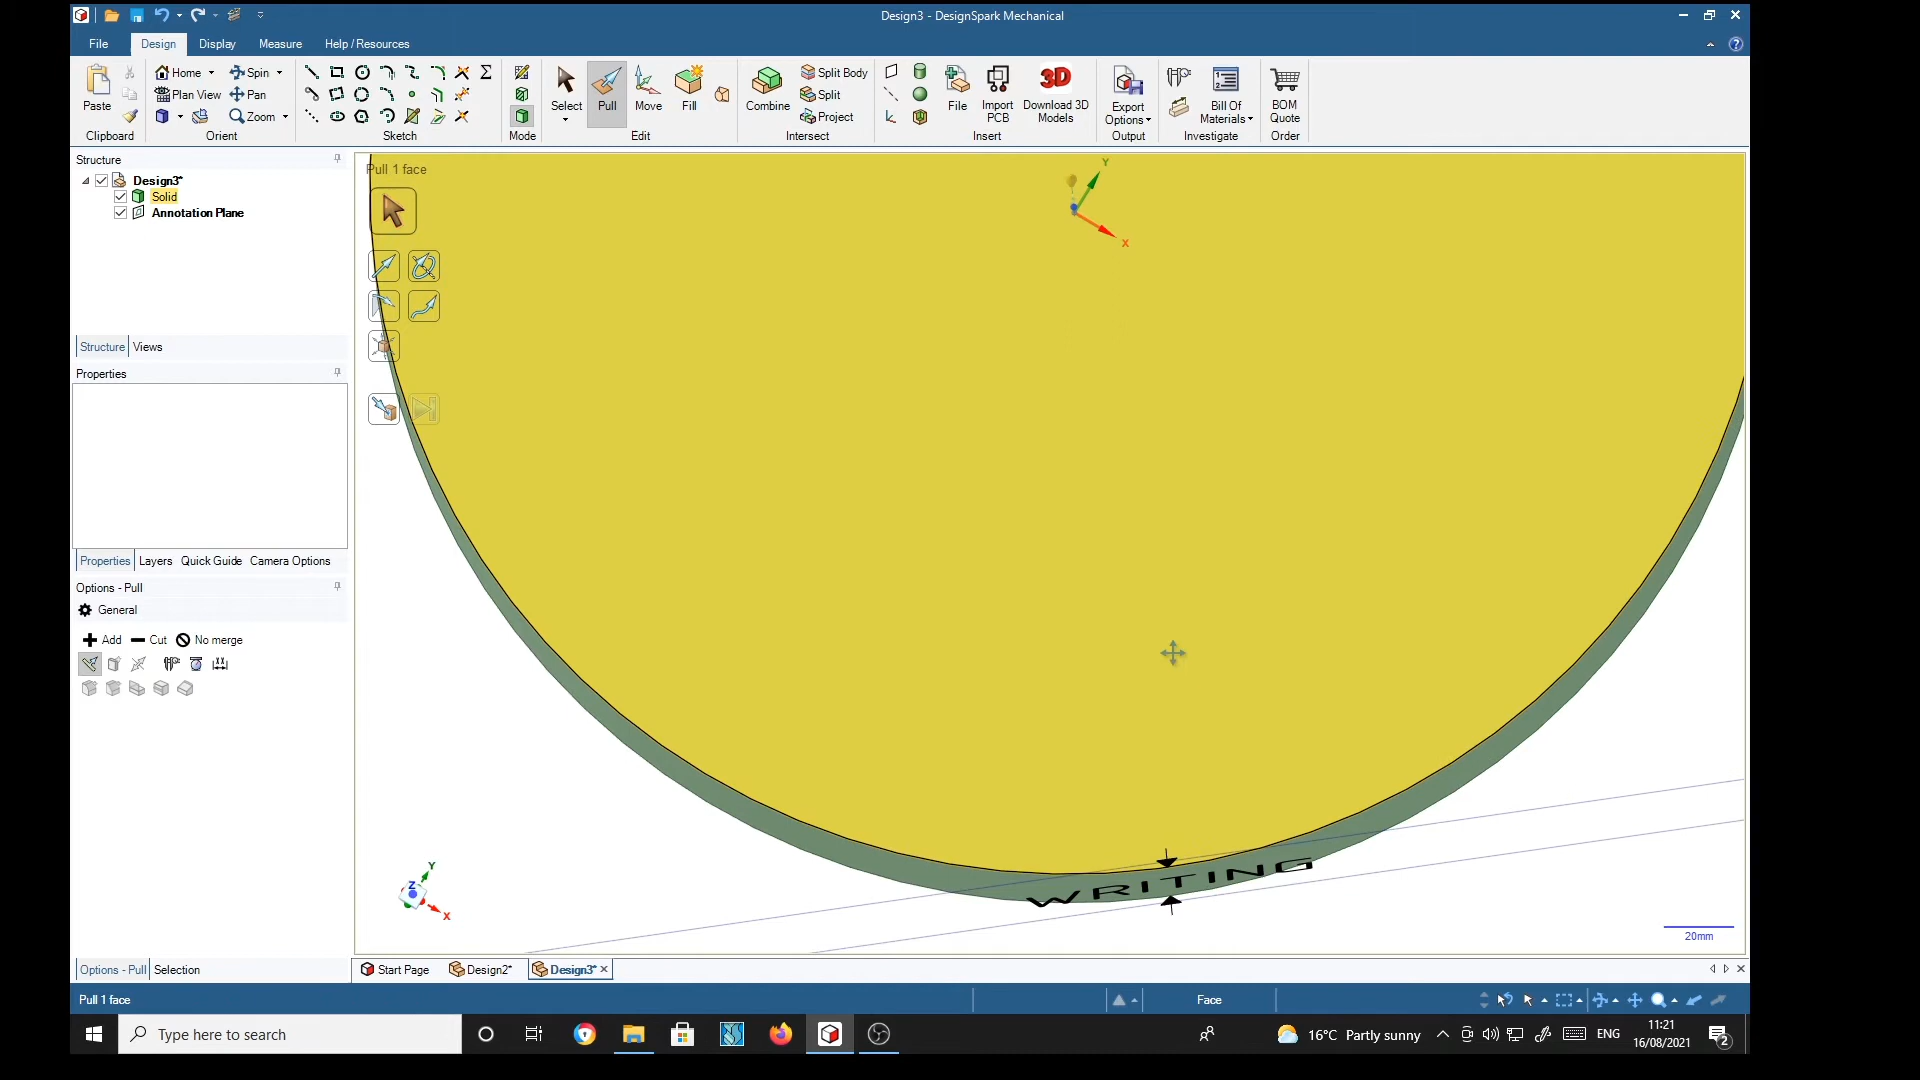 Design3 - DesignSpark Mechanical
File Design Display Measure Help / Resources
Paste
Clipboard
Home Spin
Plan View Pan
Zoom
Orient
Sketch
Mode
Select Pull Move Fill
Edit
Combine
Split Body
Split
Project
Intersect
File
Import PCB
3D
Download 3D Models
Insert
Export Options
Output
Bill Of Materials
Investigate
BOM Quote
Order
Structure
Design3*
Solid
Annotation Plane
Structure Views
Properties
Properties Layers Quick Guide Camera Options
Options - Pull
General
Add Cut No merge
Options - Pull Selection
Pull 1 face
Y
X
WRITING
Y
Z
X
20mm
Start Page Design2* Design3*
Pull 1 face
Face
Type here to search
16°C Partly sunny
ENG
11:21
16/08/2021
2